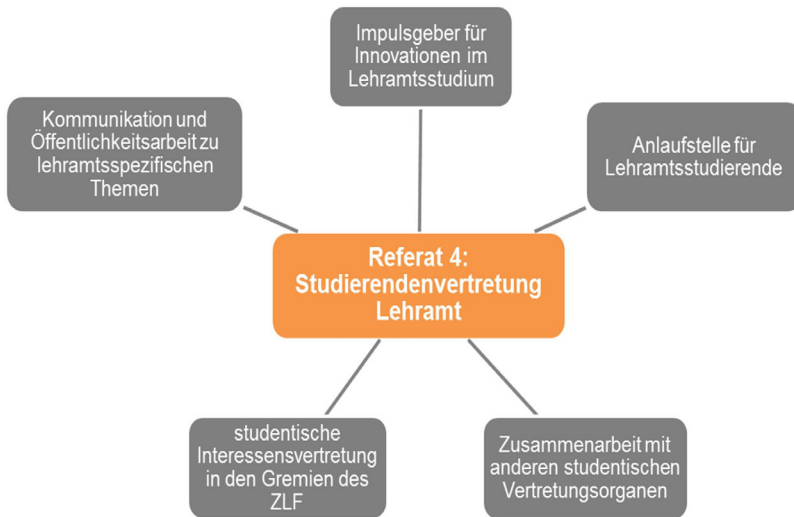 Impulsgeber für
Innovationen im
Lehramtsstudium
Kommunikation und
Öffentlichkeitsarbeit zu
lehramtsspezifischen
Themen
Anlaufstelle für
Lehramtsstudierende
Referat 4:
Studierendenvertretung
Lehramt
studentische
Interessensvertretung
in den Gremien des
ZLF
Zusammenarbeit mit
anderen studentischen
Vertretungsorganen